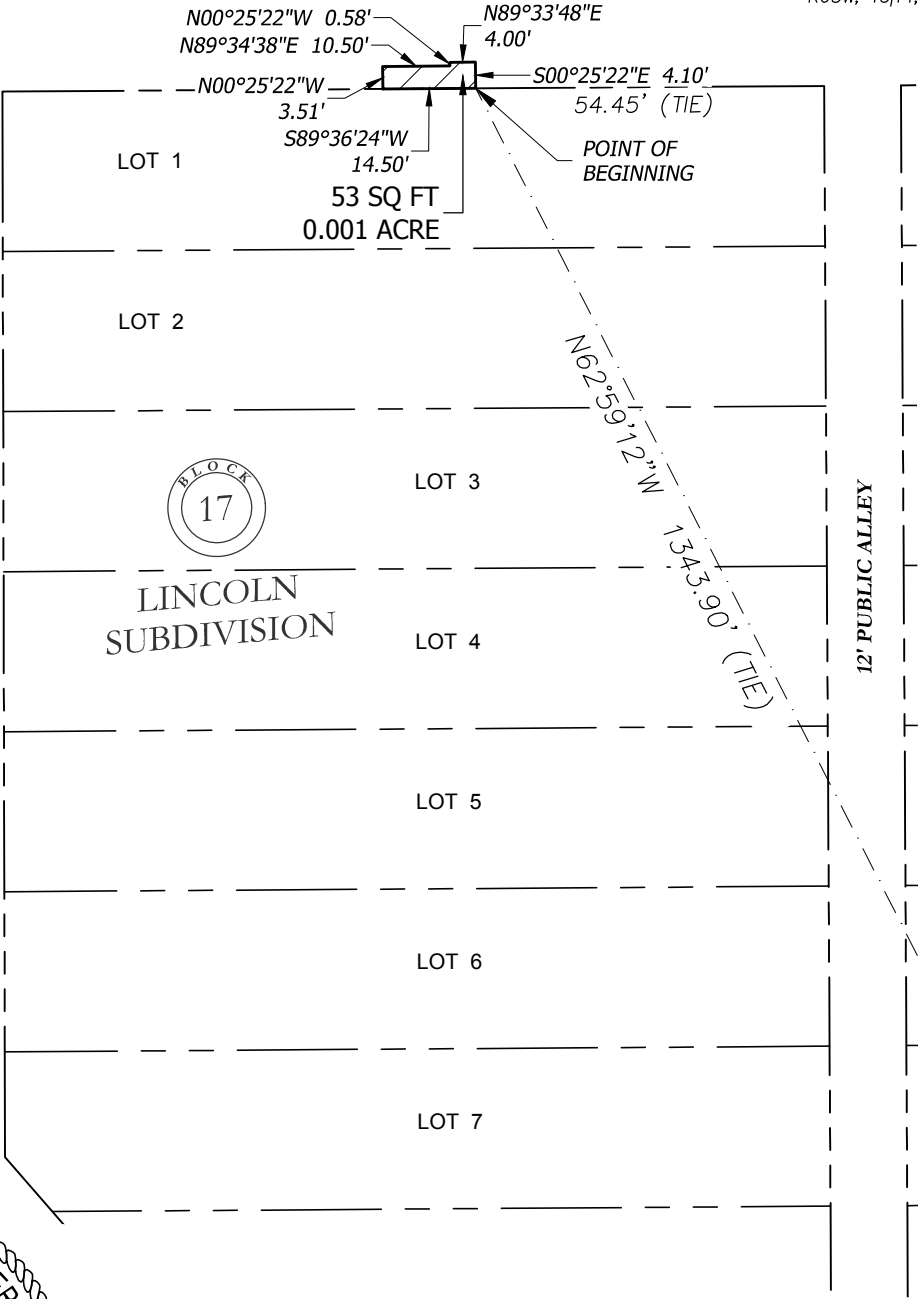 N00°25'22"W 0.58'
N89°33'48"E
4.00'
N89°34'38"E 10.50'
N00°25'22"W
3.51'
S00°25'22"E 4.10'
54.45' (TIE)
S89°36'24"W
14.50'
POINT OF
BEGINNING
53 SQ FT
0.001 ACRE
LOT 1
LOT 2
N62°59'12"W 1343.90' (TIE)
BLOCK
17
LINCOLN
SUBDIVISION
LOT 3
12' PUBLIC ALLEY
LOT 4
LOT 5
LOT 6
LOT 7